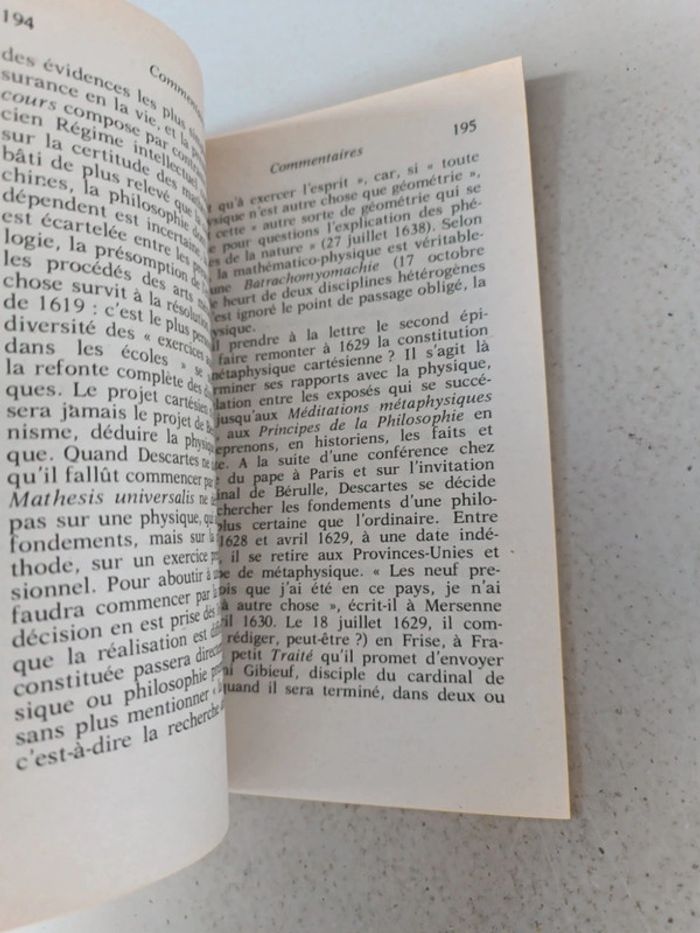 194
des évidences les plus
surance en la vie, et la
cours compose par
cien Régime intellectuel
sur la certitude des
bâti de plus relevé que
chines, la philosophie
dépendent est incertaine
est écartelée entre les
logie, la présomption de
les procédés des arts
chose survit à la résolution
de 1619 : c'est le plus
diversité des « exercices
dans les écoles » se
la refonte complète des
ques. Le projet cartésien
sera jamais le projet de
nisme, déduire la
que. Quand Descartes
qu'il fallût commencer
Mathesis universalis ne
pas sur une physique,
fondements, mais sur la
thode, sur un exercice
sionnel. Pour aboutir à
faudra commencer par
décision en est prise dès
que la réalisation est
constituée passera
sique ou philosophie
sans plus mentionner
c'est-à-dire la recherche
195
Commentaires
qu'à exercer l'esprit », car, si « toute
n'est autre chose que géométrie »,
cette « autre sorte de géométrie qui se
pour questions l'explication des phé-
de la nature » (27 juillet 1638). Selon
la mathématico-physique est véritable-
une Batrachomyomachie (17 octobre
heurt de deux disciplines hétérogènes
ignoré le point de passage obligé, la
prendre à la lettre le second épi-
faire remonter à 1629 la constitution
métaphysique cartésienne ? Il s'agit là
ses rapports avec la physique,
entre les exposés qui se succè-
jusqu'aux Méditations métaphysiques
aux Principes de la Philosophie en
en historiens, les faits et
A la suite d'une conférence chez
du pape à Paris et sur l'invitation
de Bérulle, Descartes se décide
les fondements d'une philo-
plus certaine que l'ordinaire. Entre
1628 et avril 1629, à une date indé-
il se retire aux Provinces-Unies et
de métaphysique. « Les neuf pre-
que j'ai été en ce pays, je n'ai
à autre chose », écrit-il à Mersenne
1630. Le 18 juillet 1629, il com-
rédiger, peut-être ?) en Frise, à Fra-
petit Traité qu'il promet d'envoyer
Gibieuf, disciple du cardinal de
quand il sera terminé, dans deux ou